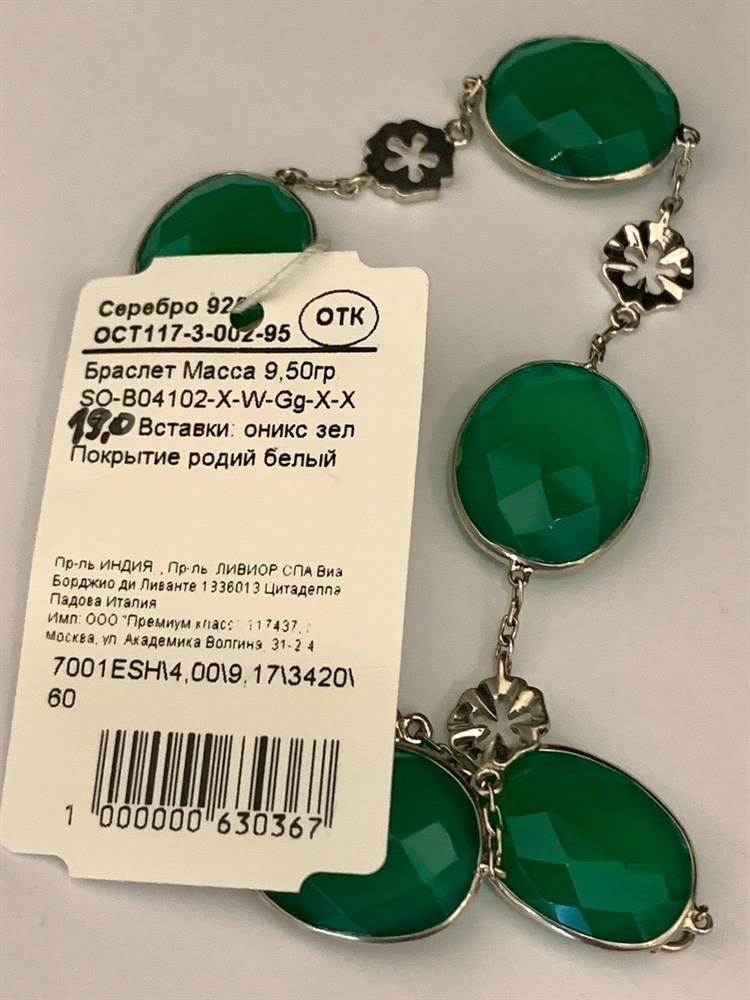 Серебро 925
ОТК
ОСТ117-3-002-95
Браслет Масса 9,50гр
SO-B04102-X-W-Gg-X-X
19,0 Вставки: оникс зел
Покрытие родий белый
Пр-ль ИНДИЯ , Пр-ль ЛИВИОР СПА Виа
Борджио ди Ливанте 1336013 Цитаделла
Падова Италия
Имп: ООО "Премиум класс" 117437,
Москва, ул. Академика Волгина, 31-2
7001ESH\4,00\9,17\3420\
60
1 000000 630367